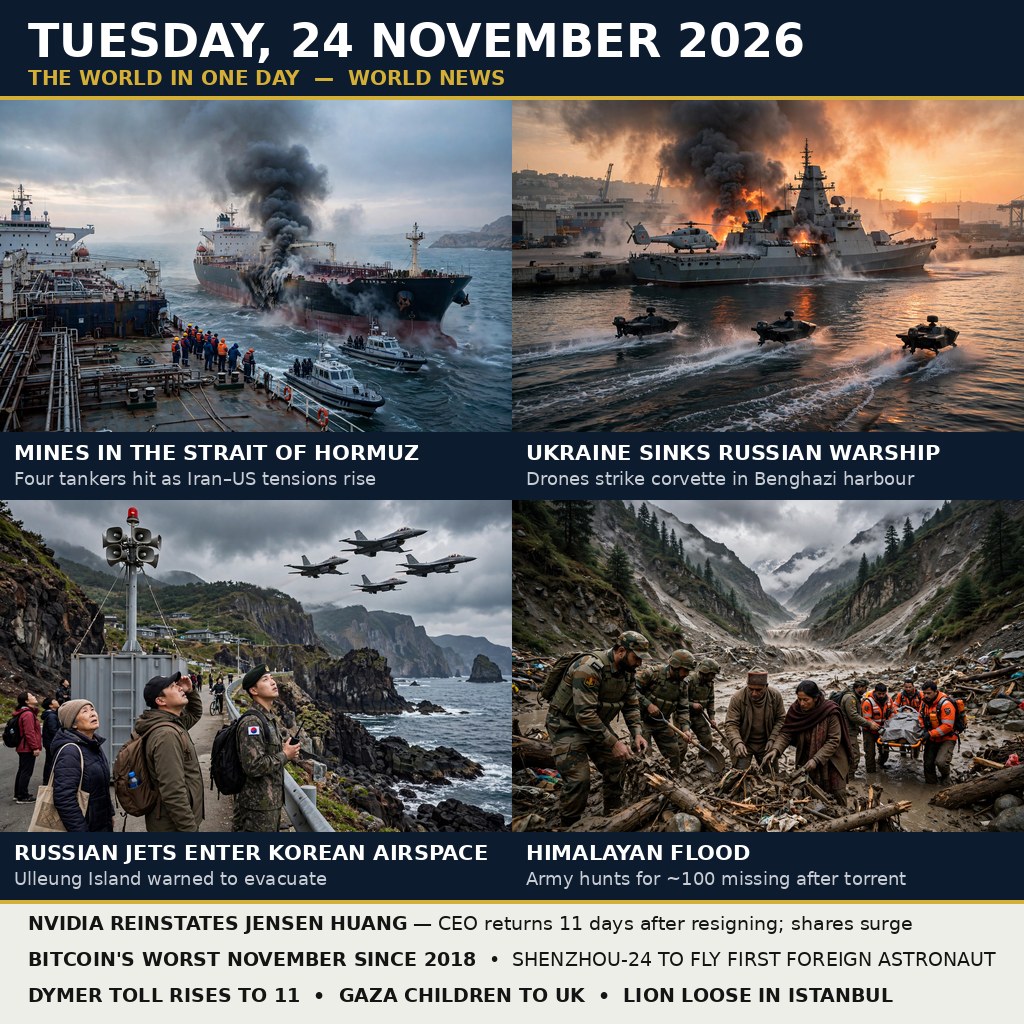 TUESDAY, 24 NOVEMBER 2026
THE WORLD IN ONE DAY — WORLD NEWS
MINES IN THE STRAIT OF HORMUZ
Four tankers hit as Iran–US tensions rise
UKRAINE SINKS RUSSIAN WARSHIP
Drones strike corvette in Benghazi harbour
RUSSIAN JETS ENTER KOREAN AIRSPACE
Ulleung Island warned to evacuate
HIMALAYAN FLOOD
Army hunts for ~100 missing after torrent
NVIDIA REINSTATES JENSEN HUANG — CEO returns 11 days after resigning; shares surge
BITCOIN'S WORST NOVEMBER SINCE 2018 • SHENZHOU-24 TO FLY FIRST FOREIGN ASTRONAUT
DYMER TOLL RISES TO 11 • GAZA CHILDREN TO UK • LION LOOSE IN ISTANBUL